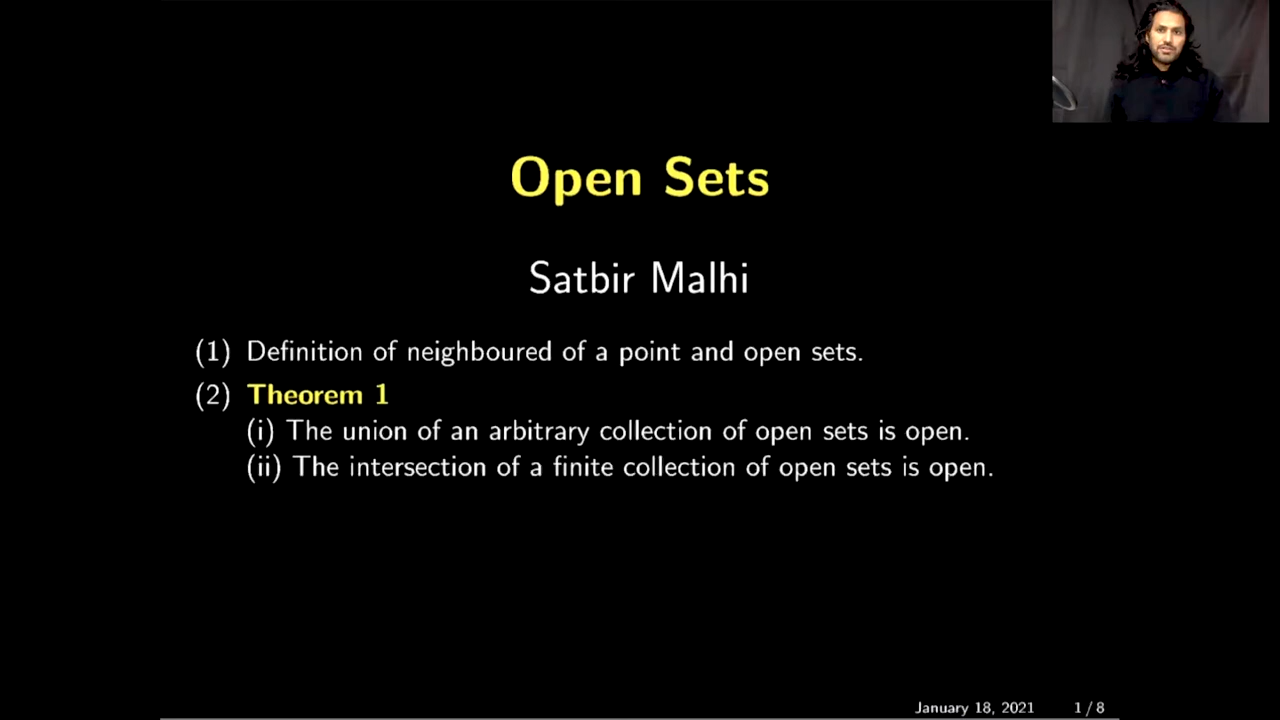 Open Sets
Satbir Malhi
(1) Definition of neighboured of a point and open sets.
(2) Theorem 1
(i) The union of an arbitrary collection of open sets is open.
(ii) The intersection of a finite collection of open sets is open.
January 18, 2021 1 / 8